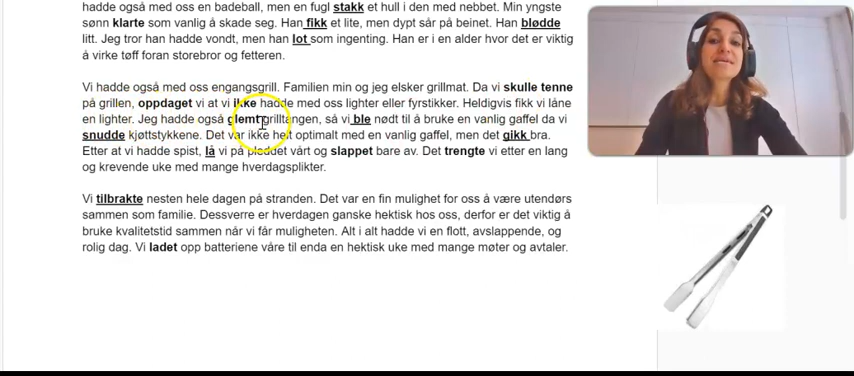 hadde også med oss en badeball, men en fugl stakk et hull i den med nebbet. Min yngste
sønn klarte som vanlig å skade seg. Han fikk et lite, men dypt sår på beinet. Han blødde
litt. Jeg tror han hadde vondt, men han lot som ingenting. Han er i en alder hvor det er viktig
å virke tøff foran storebror og fetteren.
Vi hadde også med oss engangsgrill. Familien min og jeg elsker grillmat. Da vi skulle tenne
på grillen, oppdaget vi at vi ikke hadde med oss lighter eller fyrstikker. Heldigvis fikk vi låne
en lighter. Jeg hadde også glemt grilltangen, så vi ble nødt til å bruke en vanlig gaffel da vi
snudde kjøttstykkene. Det var ikke helt optimalt med en vanlig gaffel, men det gikk bra.
Etter at vi hadde spist, lå vi på pleddet vårt og slappet bare av. Det trengte vi etter en lang
og krevende uke med mange hverdagsplikter.
Vi tilbrakte nesten hele dagen på stranden. Det var en fin mulighet for oss å være utendørs
sammen som familie. Dessverre er hverdagen ganske hektisk hos oss, derfor er det viktig å
bruke kvalitetstid sammen når vi får muligheten. Alt i alt hadde vi en flott, avslappende, og
rolig dag. Vi ladet opp batteriene våre til enda en hektisk uke med mange møter og avtaler.